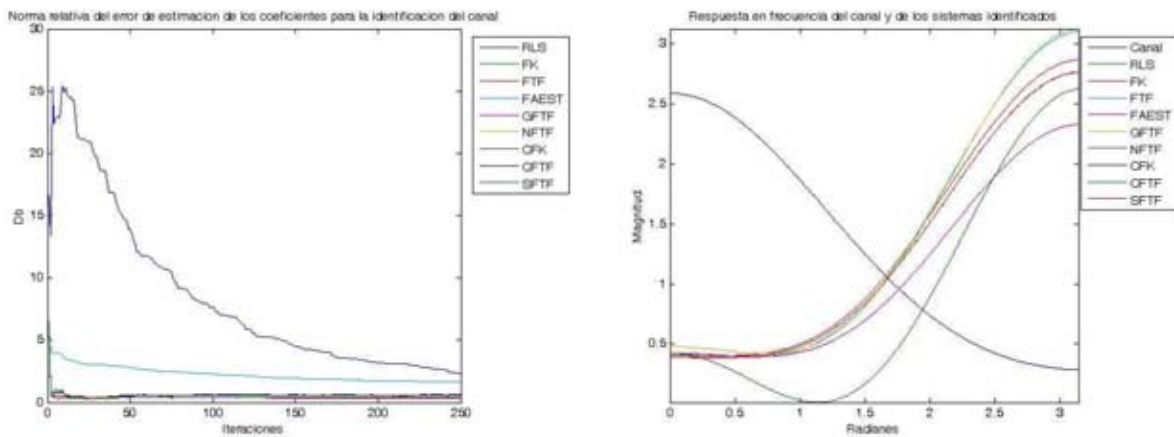 Norma relativa del error de estimacion de los coeficientes para la identificacion del canal
30
25
20
15
10
5
0
Db
0 50 100 150 200 250
Iteraciones
RLS
FK
FTF
FAEST
GFTF
NFTF
CFK
CFTF
SFTF
Respuesta en frecuencia del canal y de los sistemas identificados
3
2.5
2
1.5
1
0.5
Magnitud
0 0.5 1 1.5 2 2.5 3
Radianes
Canal
RLS
FK
FTF
FAEST
GFTF
NFTF
CFK
CFTF
SFTF